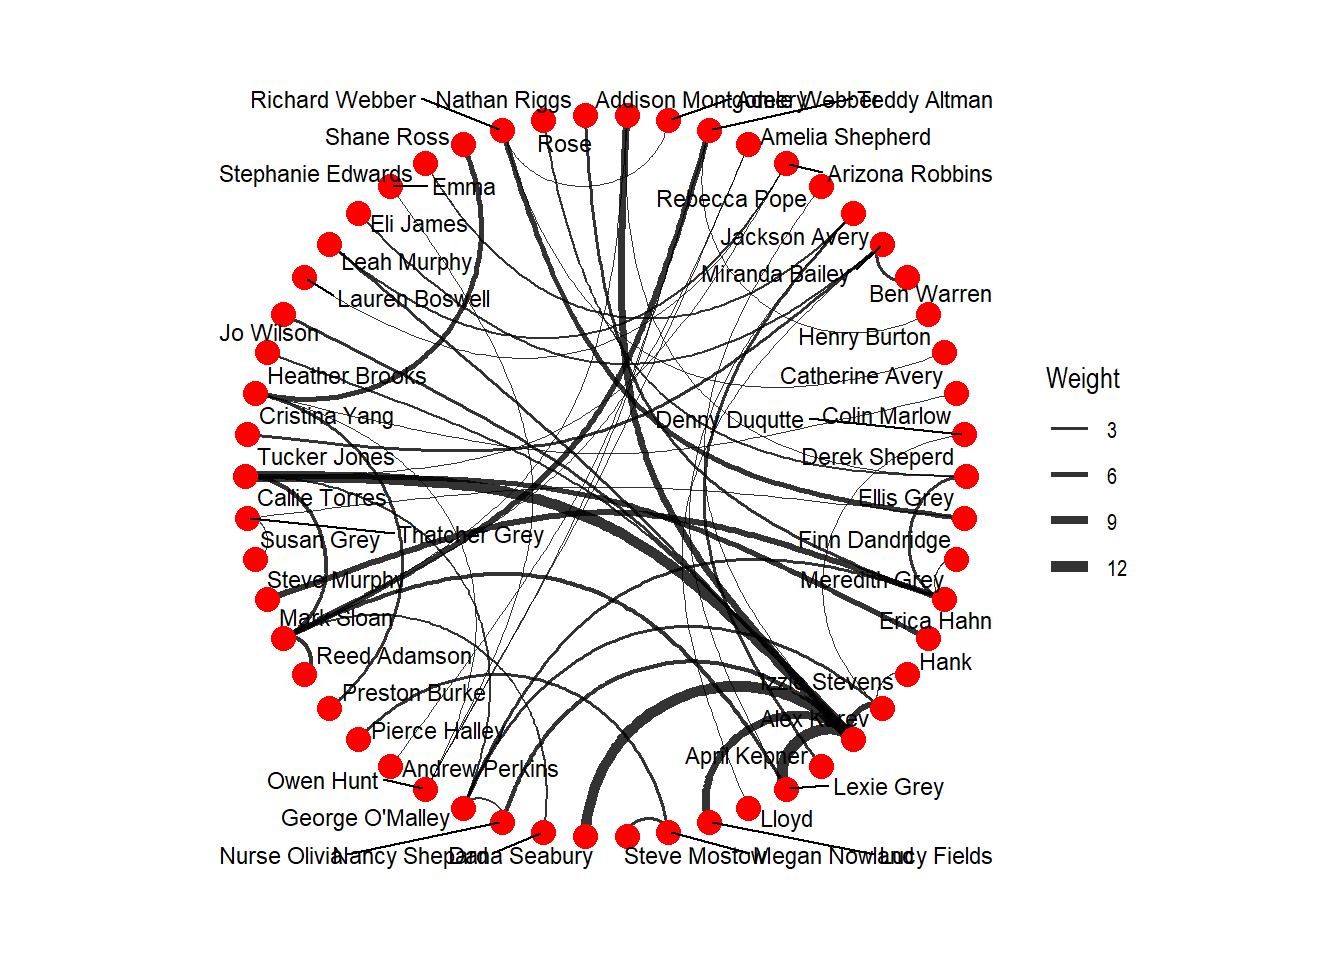 Richard Webber
Nathan Riggs
Addison Montgomery
Adele Webber
Teddy Altman
Shane Ross
Rose
Amelia Shepherd
Stephanie Edwards
Emma
Arizona Robbins
Rebecca Pope
Eli James
Jackson Avery
Leah Murphy
Miranda Bailey
Lauren Boswell
Ben Warren
Jo Wilson
Henry Burton
Heather Brooks
Catherine Avery
Weight
Cristina Yang
Denny Duqutte
Colin Marlow
3
Tucker Jones
Derek Sheperd
6
Callie Torres
Ellis Grey
9
Susan Grey
Thatcher Grey
Finn Dandridge
12
Steve Murphy
Meredith Grey
Mark Sloan
Erica Hahn
Reed Adamson
Hank
Preston Burke
Izzie Stevens
Pierce Halley
Alex Karev
Andrew Perkins
April Kepner
Owen Hunt
Lexie Grey
George O'Malley
Lloyd
Nurse Olivia
Nancy Shepard
Dana Seabury
Steve Mostow
Megan Nowland
Lucy Fields